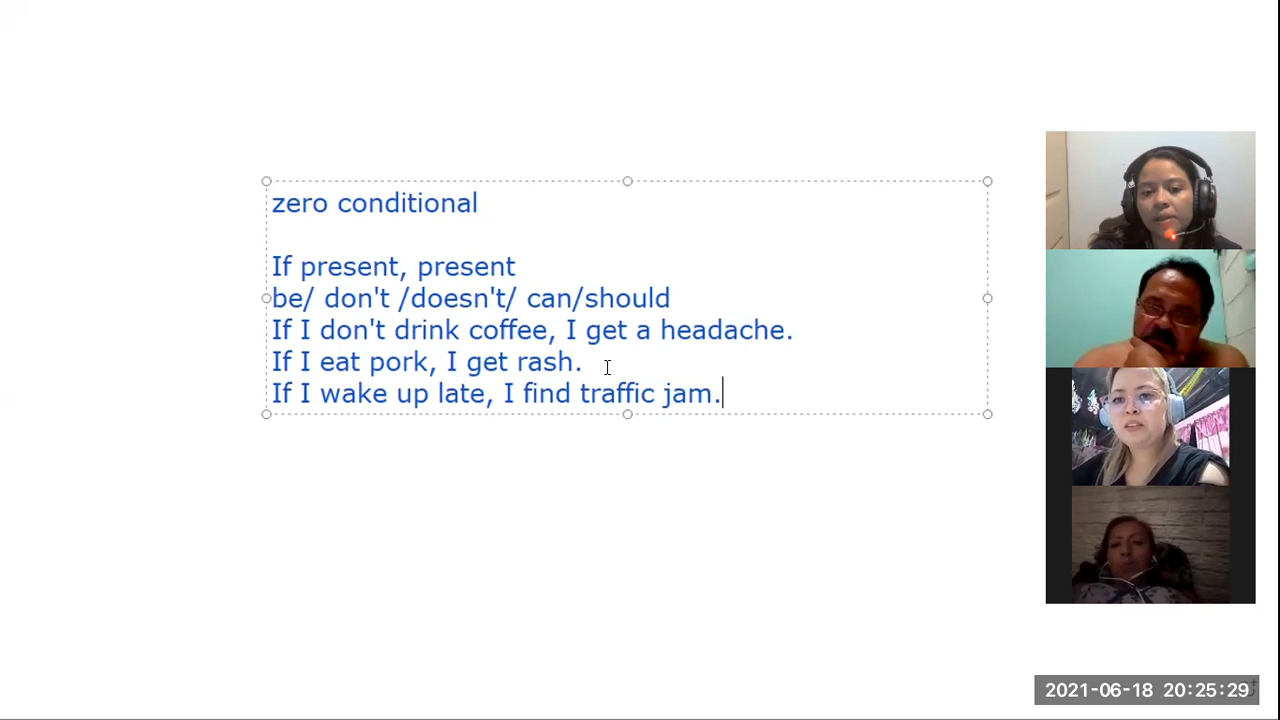 zero conditional
If present, present
be/ don't /doesn't/ can/should
If I don't drink coffee, I get a headache.
If I eat pork, I get rash.
If I wake up late, I find traffic jam.
2021-06-18 20:25:29